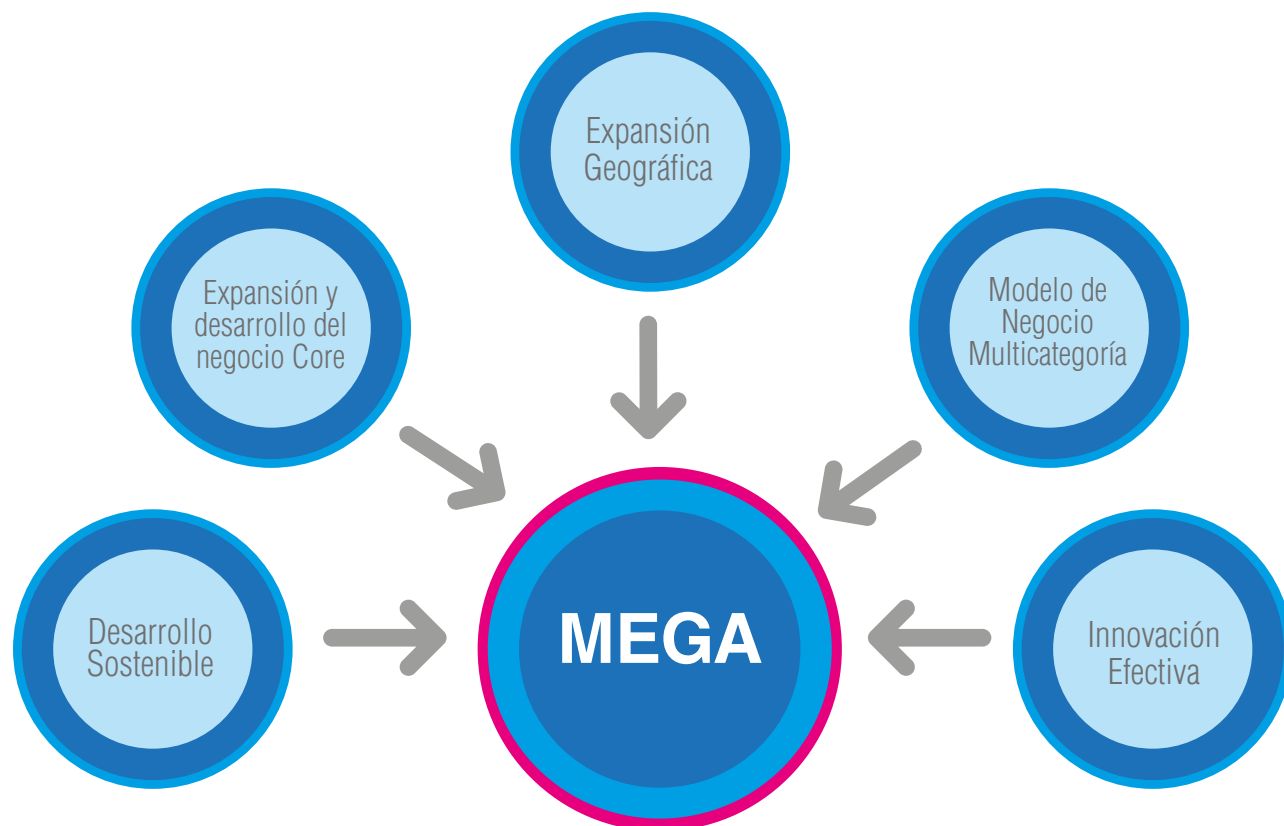 Expansión
Geográfica
Expansión y
desarrollo del
negocio Core
Modelo de
Negocio
Multicategoría
Desarrollo
Sostenible
MEGA
Innovación
Efectiva